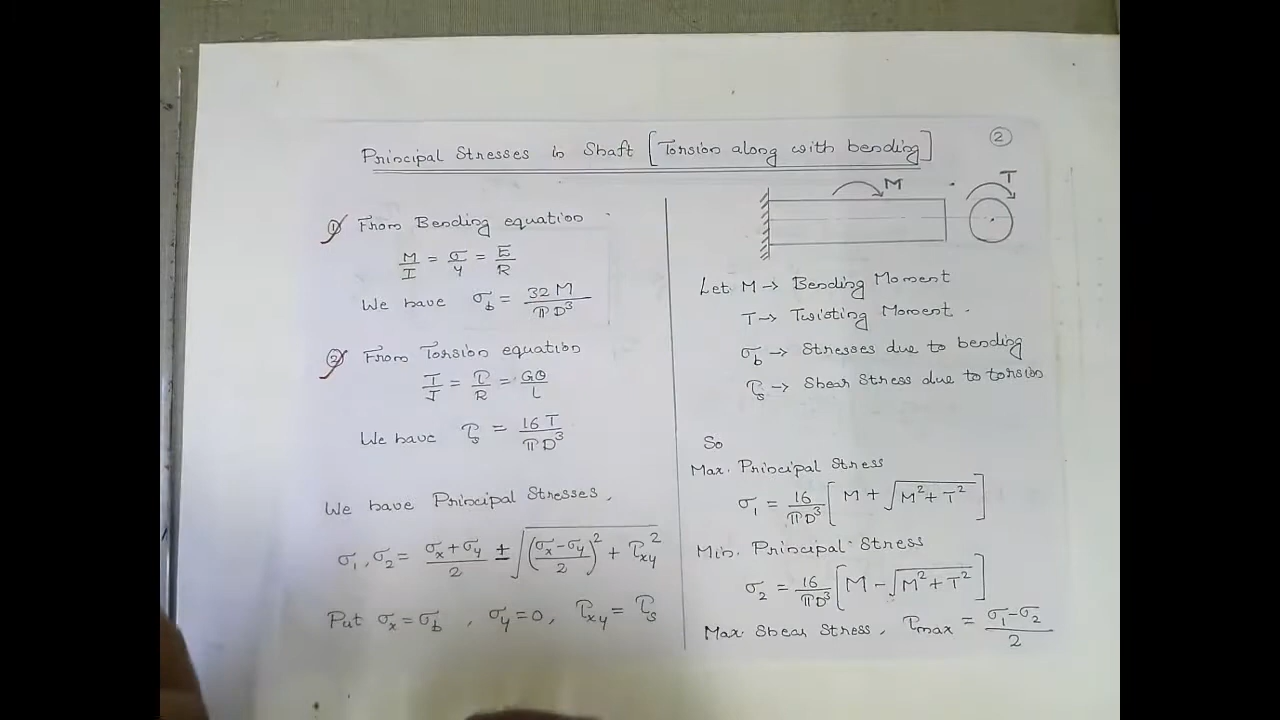 ②
Principal Stresses in Shaft [Torsion along with bending]
① From Bending equation
M/I = σ/y = E/R
We have σb = 32 M / πD³
② From Torsion equation
T/J = τ/R = Gθ/L
We have τs = 16 T / πD³
We have Principal Stresses,
σ₁, σ₂ = (σx + σy)/2 ± √(((σx − σy)/2)² + τxy²)
Put σx = σb , σy = 0, τxy = τs
M
T
Let M → Bending Moment
T → Twisting Moment.
σb → Stresses due to bending
τs → Shear Stress due to torsion
So
Max. Principal Stress
σ₁ = 16/πD³ [M + √(M² + T²)]
Min. Principal Stress
σ₂ = 16/πD³ [M − √(M² + T²)]
Max Shear Stress, τmax = (σ₁ − σ₂)/2